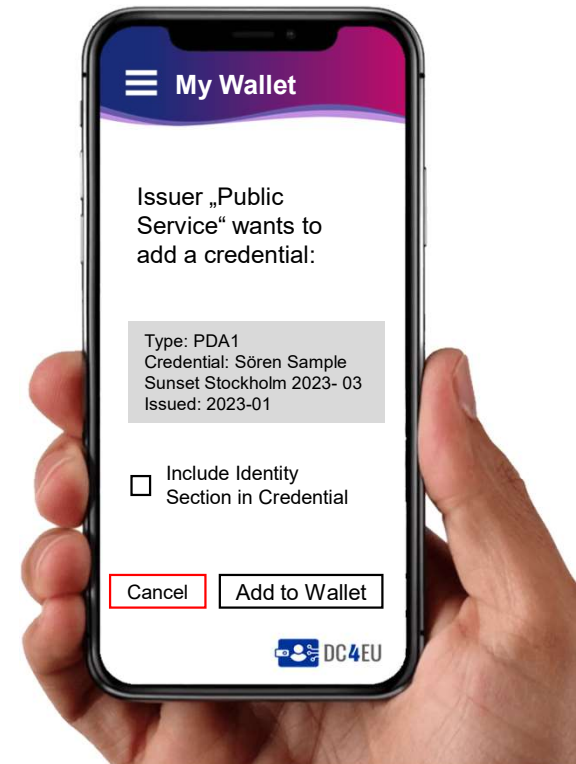 My Wallet
Issuer „Public
Service“ wants to
add a credential:
Type: PDA1
Credential: Sören Sample
Sunset Stockholm 2023- 03
Issued: 2023-01
Include Identity
Section in Credential
Cancel
Add to Wallet
DC4EU